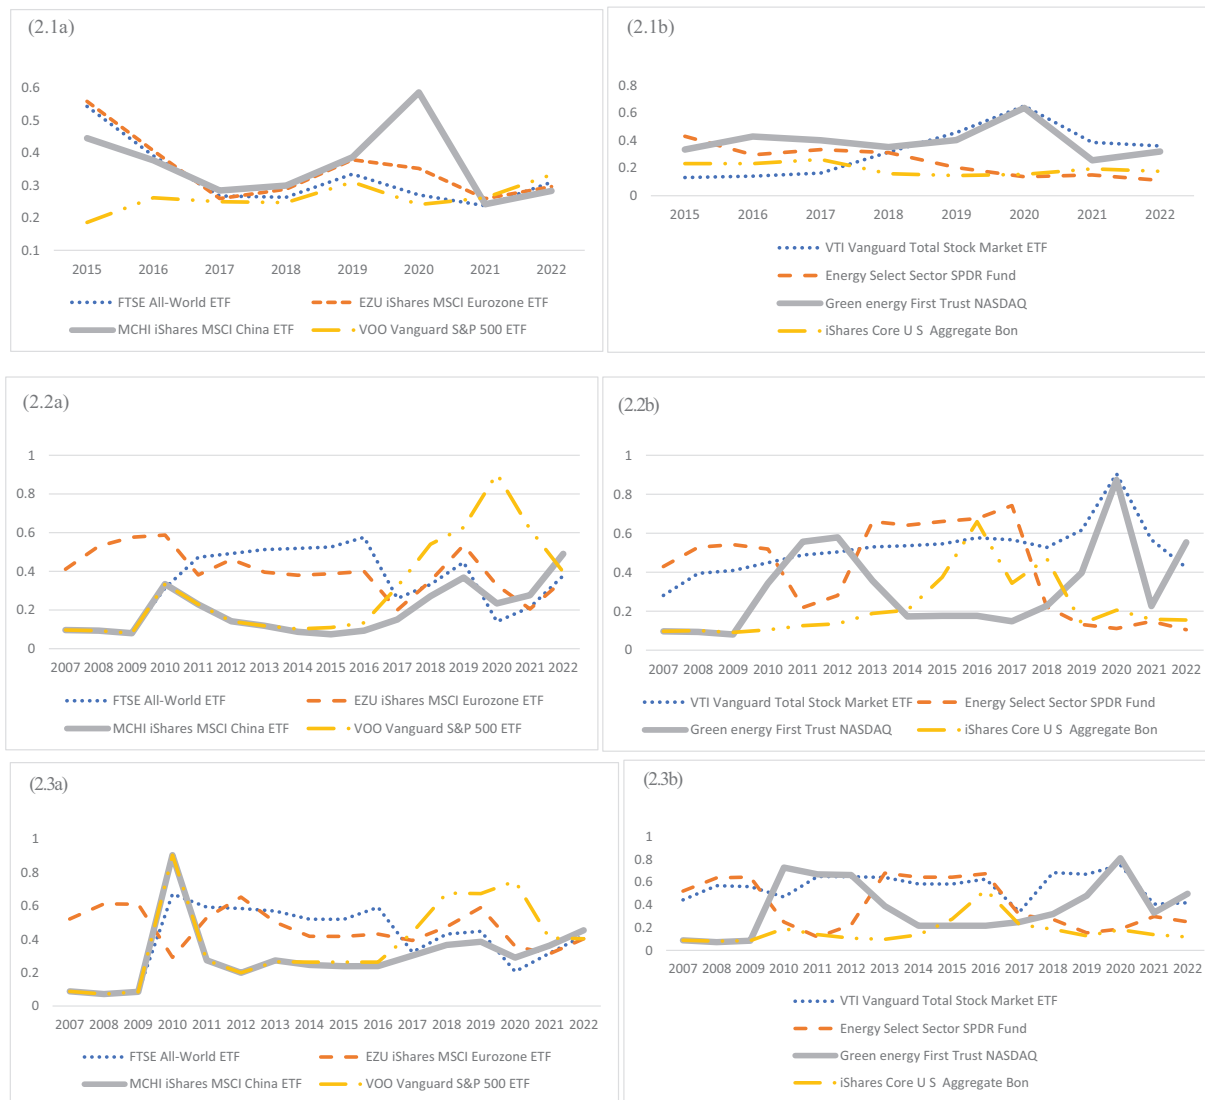 (2.1a)
0.6
0.5
0.4
0.3
0.2
0.1
2015 2016 2017 2018 2019 2020 2021 2022
FTSE All-World ETF EZU iShares MSCI Eurozone ETF
MCHI iShares MSCI China ETF VOO Vanguard S&P 500 ETF
(2.1b)
0.8
0.6
0.4
0.2
0
2015 2016 2017 2018 2019 2020 2021 2022
VTI Vanguard Total Stock Market ETF
Energy Select Sector SPDR Fund
Green energy First Trust NASDAQ
iShares Core U S Aggregate Bon
(2.2a)
1
0.8
0.6
0.4
0.2
0
2007 2008 2009 2010 2011 2012 2013 2014 2015 2016 2017 2018 2019 2020 2021 2022
FTSE All-World ETF EZU iShares MSCI Eurozone ETF
MCHI iShares MSCI China ETF VOO Vanguard S&P 500 ETF
(2.2b)
1
0.8
0.6
0.4
0.2
0
2007 2008 2009 2010 2011 2012 2013 2014 2015 2016 2017 2018 2019 2020 2021 2022
VTI Vanguard Total Stock Market ETF Energy Select Sector SPDR Fund
Green energy First Trust NASDAQ iShares Core U S Aggregate Bon
(2.3a)
1
0.8
0.6
0.4
0.2
0
2007 2008 2009 2010 2011 2012 2013 2014 2015 2016 2017 2018 2019 2020 2021 2022
FTSE All-World ETF EZU iShares MSCI Eurozone ETF
MCHI iShares MSCI China ETF VOO Vanguard S&P 500 ETF
(2.3b)
1
0.8
0.6
0.4
0.2
0
2007 2008 2009 2010 2011 2012 2013 2014 2015 2016 2017 2018 2019 2020 2021 2022
VTI Vanguard Total Stock Market ETF
Energy Select Sector SPDR Fund
Green energy First Trust NASDAQ
iShares Core U S Aggregate Bon